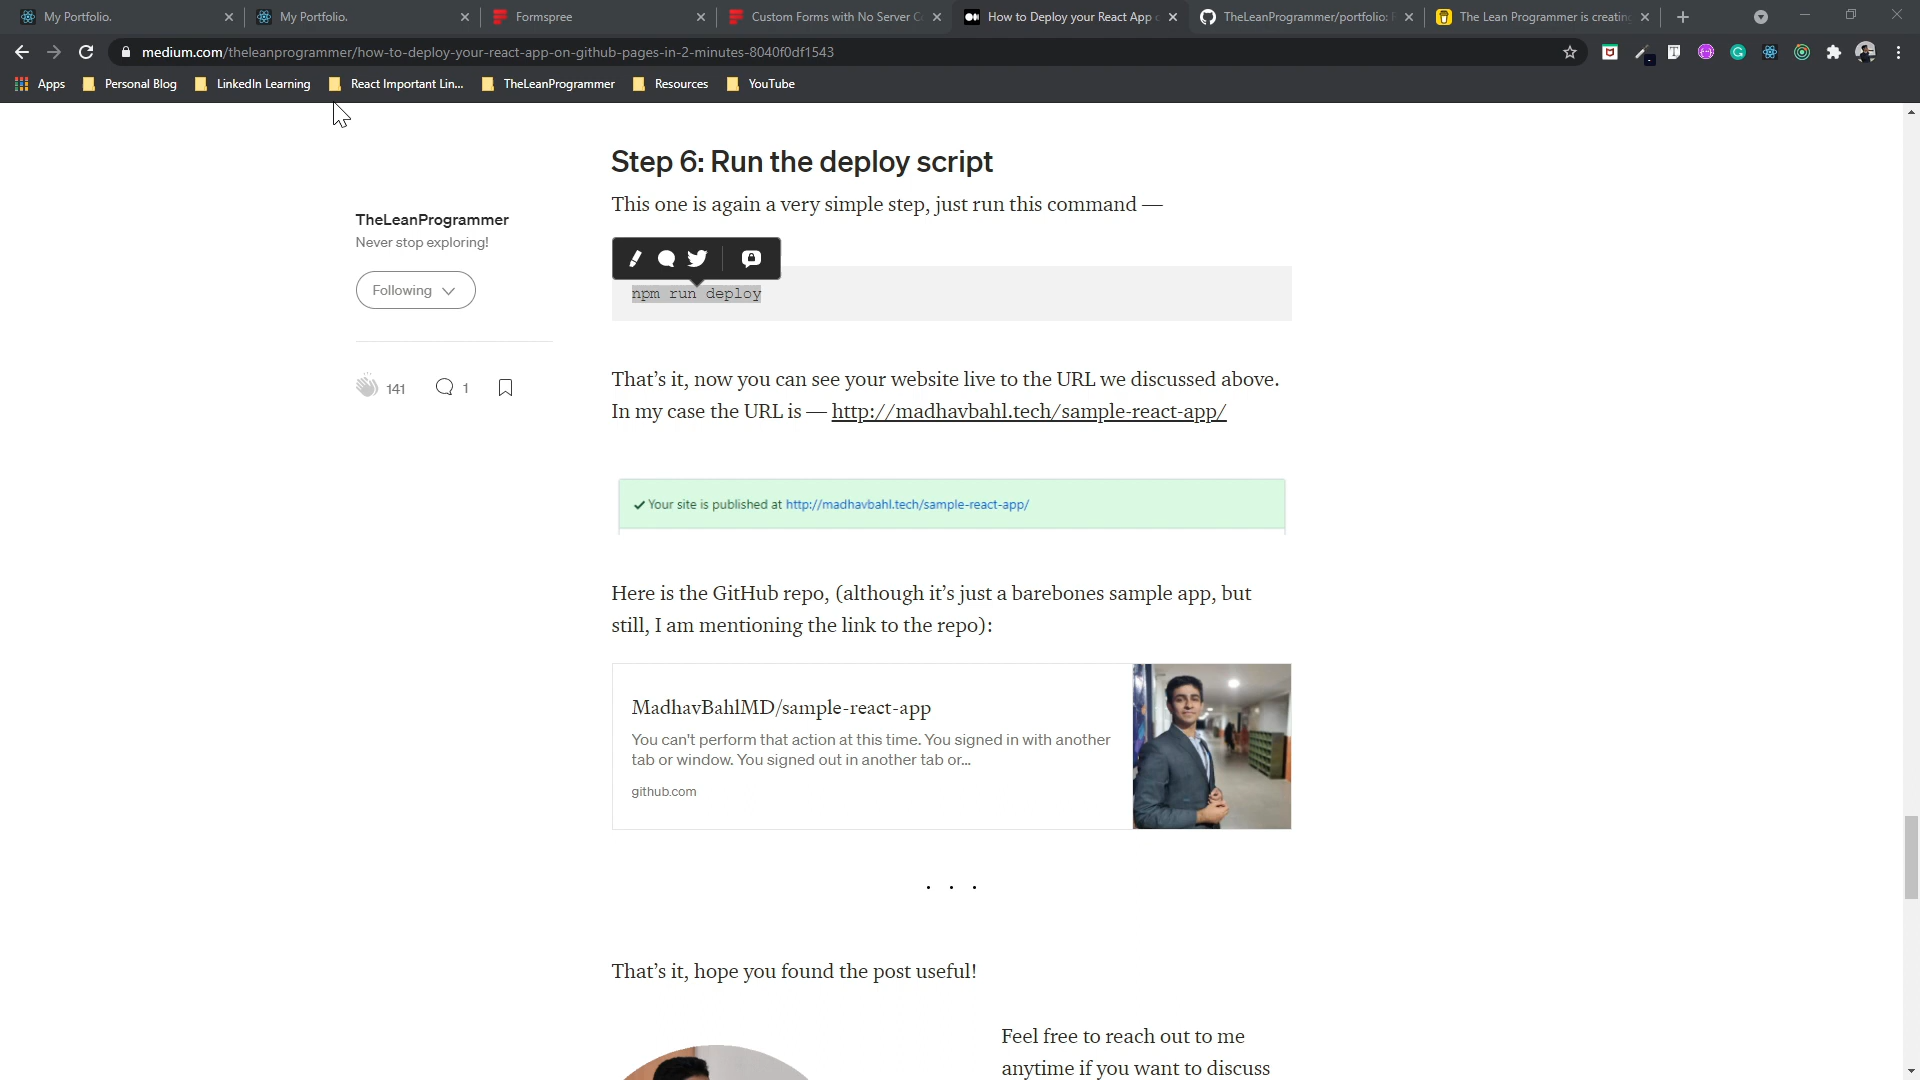 My Portfolio.
My Portfolio.
Formspree
Custom Forms with No Server C
How to Deploy your React App
TheLeanProgrammer/portfolio:
The Lean Programmer is creatin
medium.com/theleanprogrammer/how-to-deploy-your-react-app-on-github-pages-in-2-minutes-8040f0df1543
Apps
Personal Blog
LinkedIn Learning
React Important Lin...
TheLeanProgrammer
Resources
YouTube
Step 6: Run the deploy script
This one is again a very simple step, just run this command —
TheLeanProgrammer
Never stop exploring!
Following
141
1
npm run deploy
That’s it, now you can see your website live to the URL we discussed above.
In my case the URL is — http://madhavbahl.tech/sample-react-app/
Your site is published at http://madhavbahl.tech/sample-react-app/
Here is the GitHub repo, (although it’s just a barebones sample app, but
still, I am mentioning the link to the repo):
MadhavBahlMD/sample-react-app
You can't perform that action at this time. You signed in with another
tab or window. You signed out in another tab or...
github.com
. . .
That’s it, hope you found the post useful!
Feel free to reach out to me
anytime if you want to discuss